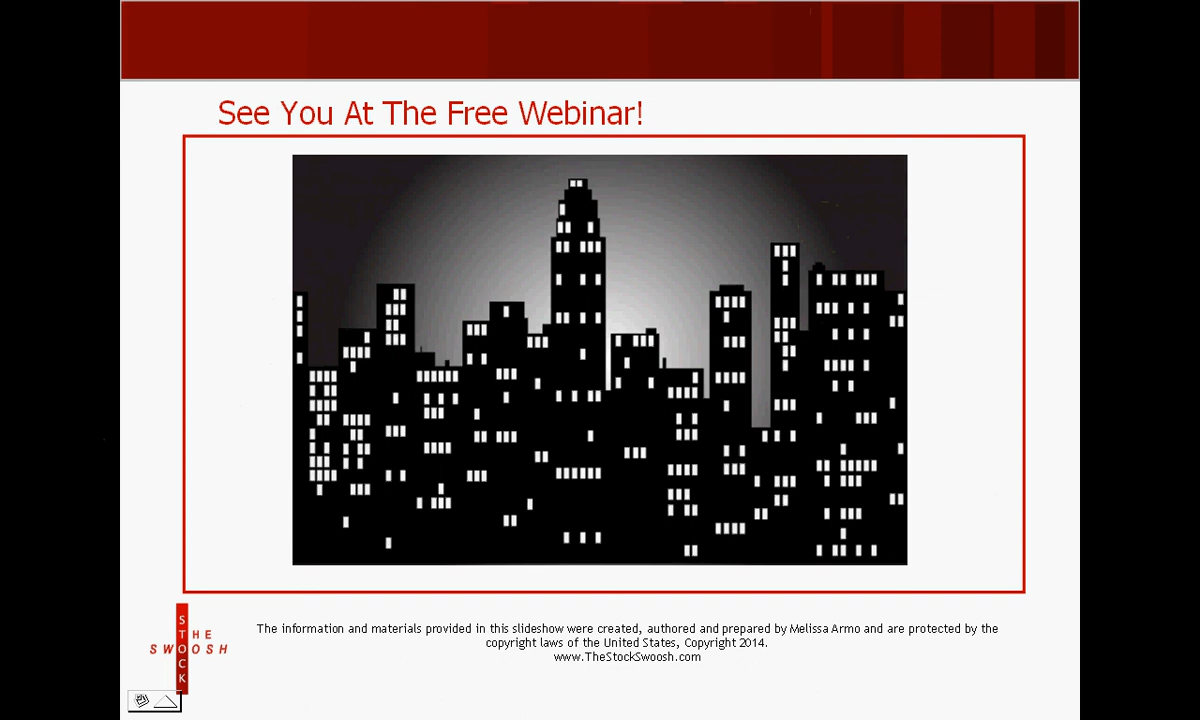 See You At The Free Webinar!
THE
STOCK
SWOOSH
The information and materials provided in this slideshow were created, authored and prepared by Melissa Armo and are protected by the
copyright laws of the United States, Copyright 2014.
www.TheStockSwoosh.com